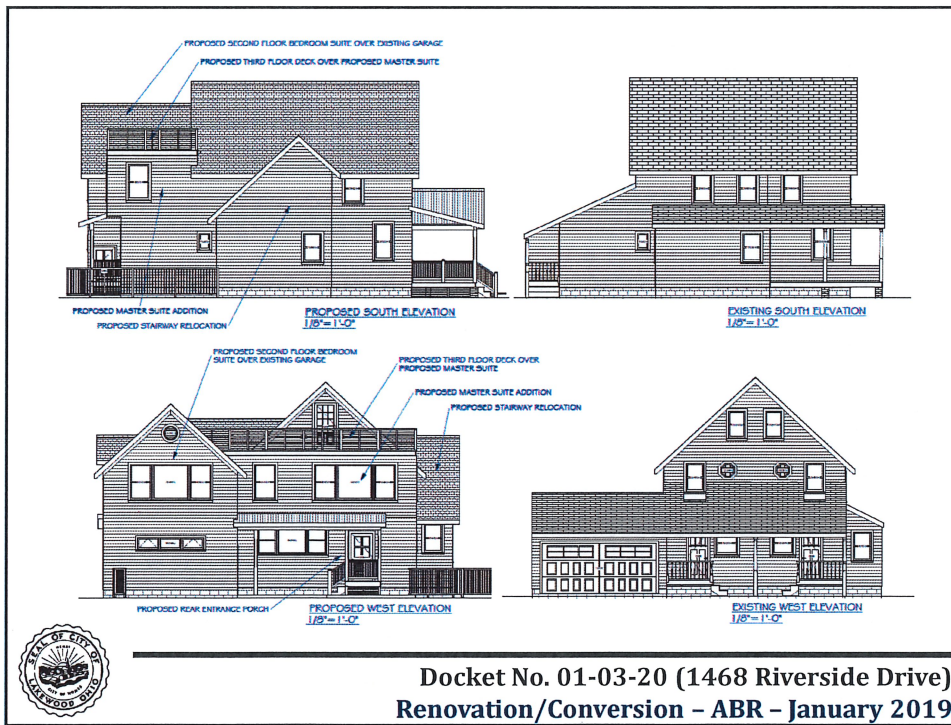 PROPOSED SECOND FLOOR BEDROOM SUITE OVER EXISTING GARAGE
PROPOSED THIRD FLOOR DECK OVER PROPOSED MASTER SUITE
PROPOSED MASTER SUITE ADDITION
PROPOSED STAIRWAY RELOCATION
PROPOSED SOUTH ELEVATION
1/8"= 1'-0"
EXISTING SOUTH ELEVATION
1/8"= 1'-0"
PROPOSED SECOND FLOOR BEDROOM
SUITE OVER EXISTING GARAGE
PROPOSED THIRD FLOOR DECK OVER
PROPOSED MASTER SUITE
PROPOSED MASTER SUITE ADDITION
PROPOSED STAIRWAY RELOCATION
PROPOSED REAR ENTRANCE PORCH
PROPOSED WEST ELEVATION
1/8"= 1'-0"
EXISTING WEST ELEVATION
1/8"= 1'-0"
SEAL OF CITY OF
LAKEWOOD OHIO
Docket No. 01-03-20 (1468 Riverside Drive)
Renovation/Conversion – ABR – January 2019